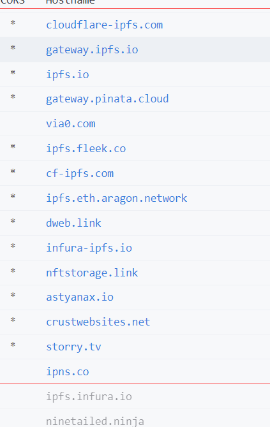 CORS Hostname
* cloudflare-ipfs.com
* gateway.ipfs.io
* ipfs.io
* gateway.pinata.cloud
via0.com
* ipfs.fleek.co
* cf-ipfs.com
* ipfs.eth.aragon.network
* dweb.link
* infura-ipfs.io
* nftstorage.link
* astyanax.io
* crustwebsites.net
* storry.tv
ipns.co
ipfs.infura.io
ninetailed.ninja